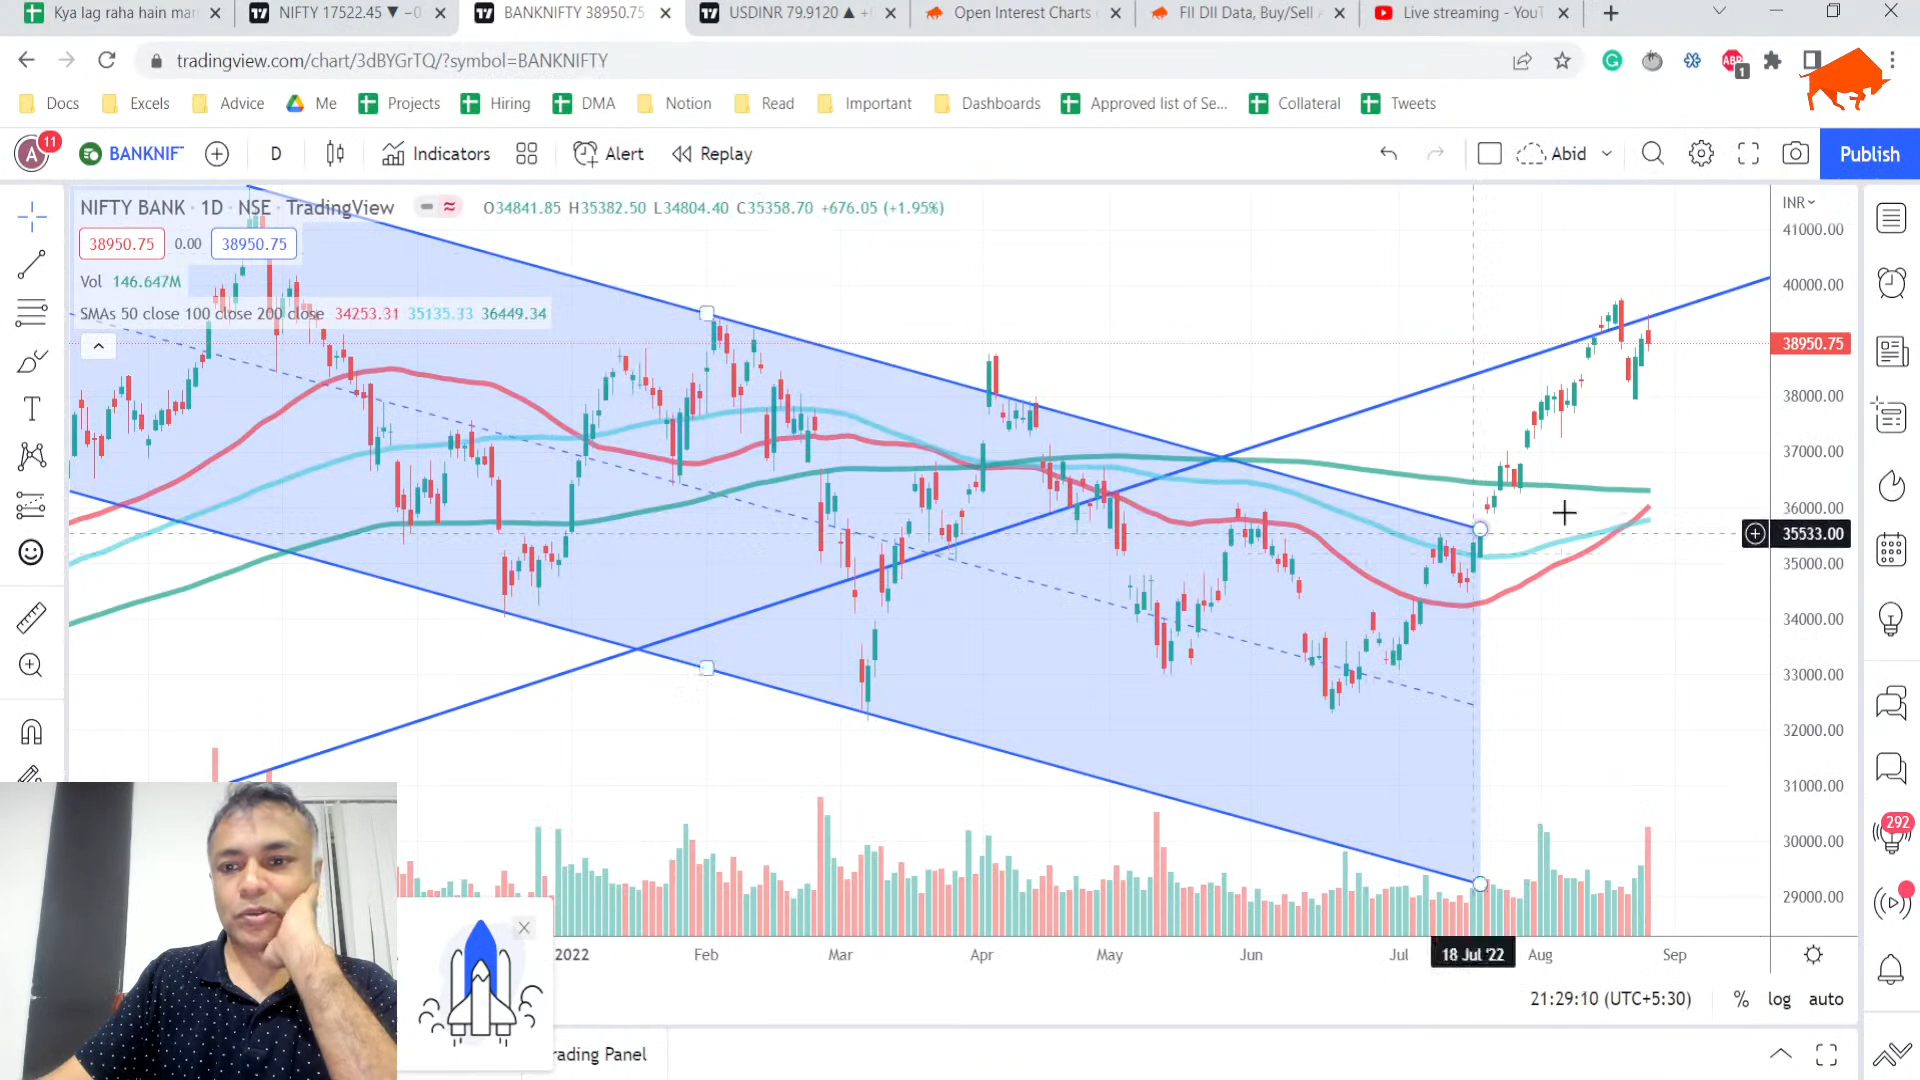 Kya lag raha hain mar
NIFTY 17522.45 ▼ −0
BANKNIFTY 38950.75
USDINR 79.9120 ▲ +
Open Interest Charts
FII DII Data, Buy/Sell
Live streaming - YouT
tradingview.com/chart/3dBYGrTQ/?symbol=BANKNIFTY
ABP
1
Docs
Excels
Advice
Me
Projects
Hiring
DMA
Notion
Read
Important
Dashboards
Approved list of Se...
Collateral
Tweets
A
11
BANKNIF
D
Indicators
Alert
Replay
Abid
Publish
NIFTY BANK · 1D · NSE · TradingView
O34841.85 H35382.50 L34804.40 C35358.70 +676.05 (+1.95%)
INR
38950.75
0.00
38950.75
Vol 146.647M
SMAs 50 close 100 close 200 close 34253.31 35135.33 36449.34
41000.00
40000.00
38950.75
38000.00
37000.00
36000.00
35533.00
35000.00
34000.00
33000.00
32000.00
31000.00
30000.00
29000.00
292
2022
Feb
Mar
Apr
May
Jun
Jul
18 Jul '22
Aug
Sep
21:29:10 (UTC+5:30)
%
log
auto
rading Panel